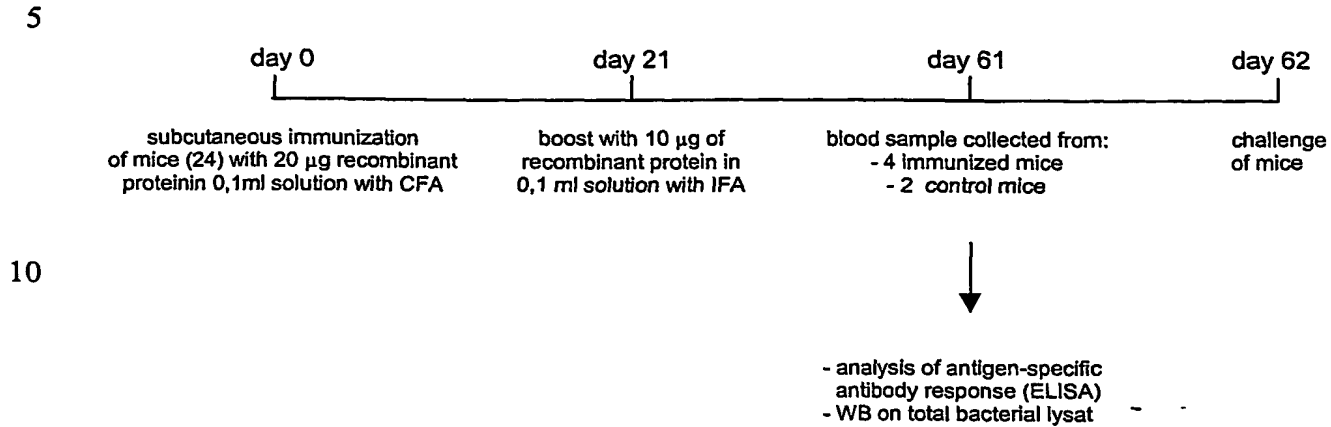 5
day 0
day 21
day 61
day 62
subcutaneous immunization
of mice (24) with 20 µg recombinant
proteinin 0,1ml solution with CFA
boost with 10 µg of
recombinant protein in
0,1 ml solution with IFA
blood sample collected from:
- 4 immunized mice
- 2 control mice
challenge
of mice
10
- analysis of antigen-specific
antibody response (ELISA)
- WB on total bacterial lysat